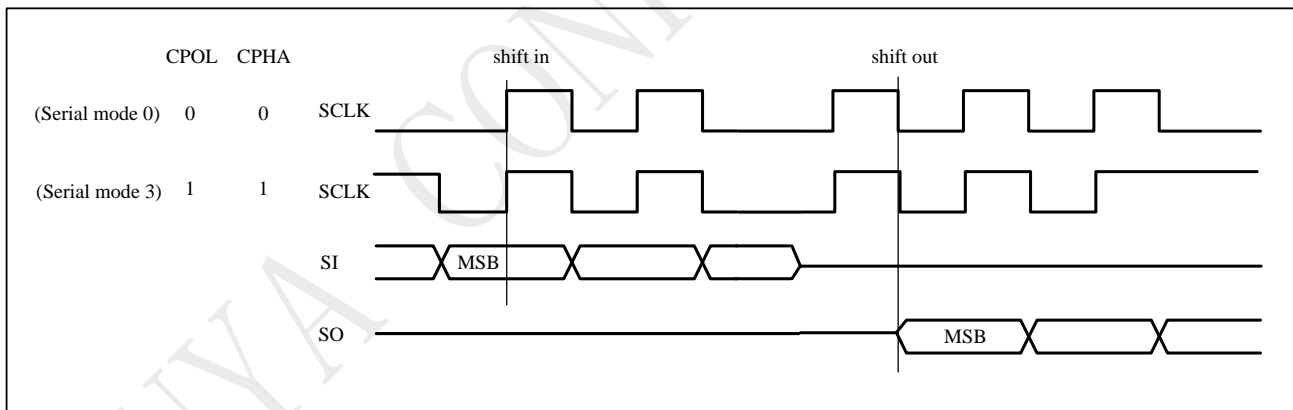 CPOL CPHA shift in shift out
(Serial mode 0) 0 0 SCLK
(Serial mode 3) 1 1 SCLK
SI MSB
SO MSB